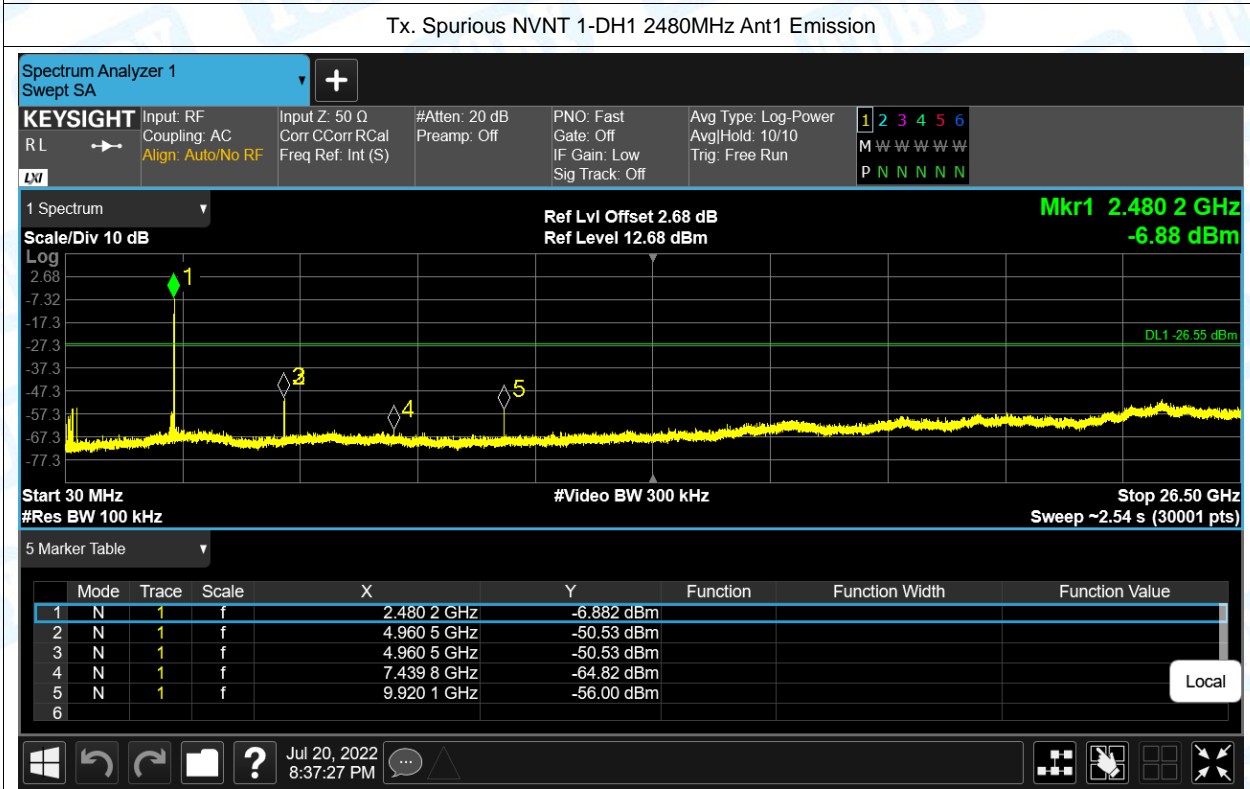 Tx. Spurious NVNT 1-DH1 2480MHz Ant1 Emission
Spectrum Analyzer 1
Swept SA
KEYSIGHT Input: RF Input Z: 50 Ω #Atten: 20 dB PNO: Fast Avg Type: Log-Power 1 2 3 4 5 6
RL Coupling: AC Corr CCorr RCal Preamp: Off Gate: Off Avg|Hold: 10/10 M W W W W W
Align: Auto/No RF Freq Ref: Int (S) IF Gain: Low Trig: Free Run
LXI Sig Track: Off P N N N N N
1 Spectrum Ref Lvl Offset 2.68 dB Mkr1 2.480 2 GHz
Scale/Div 10 dB Ref Level 12.68 dBm -6.88 dBm
Log
2.68
1
-7.32
-17.3
DL1 -26.55 dBm
-27.3
-37.3
3
-47.3
5
4
-57.3
-67.3
-77.3
Start 30 MHz #Video BW 300 kHz Stop 26.50 GHz
#Res BW 100 kHz Sweep ~2.54 s (30001 pts)
5 Marker Table
Mode Trace Scale X Y Function Function Width Function Value
1 N 1 f 2.480 2 GHz -6.882 dBm
2 N 1 f 4.960 5 GHz -50.53 dBm
3 N 1 f 4.960 5 GHz -50.53 dBm
4 N 1 f 7.439 8 GHz -64.82 dBm
5 N 1 f 9.920 1 GHz -56.00 dBm
6
Local
? Jul 20, 2022
8:37:27 PM